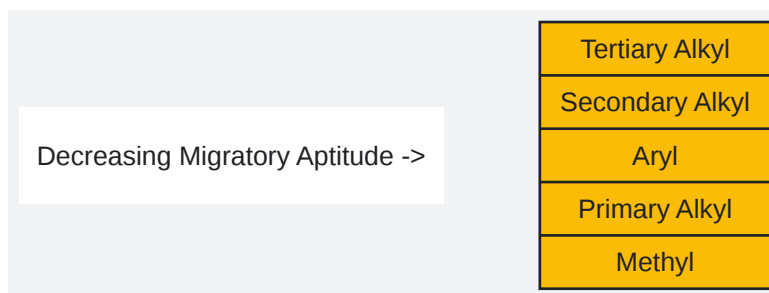 Decreasing Migratory Aptitude ->
Tertiary Alkyl
Secondary Alkyl
Aryl
Primary Alkyl
Methyl